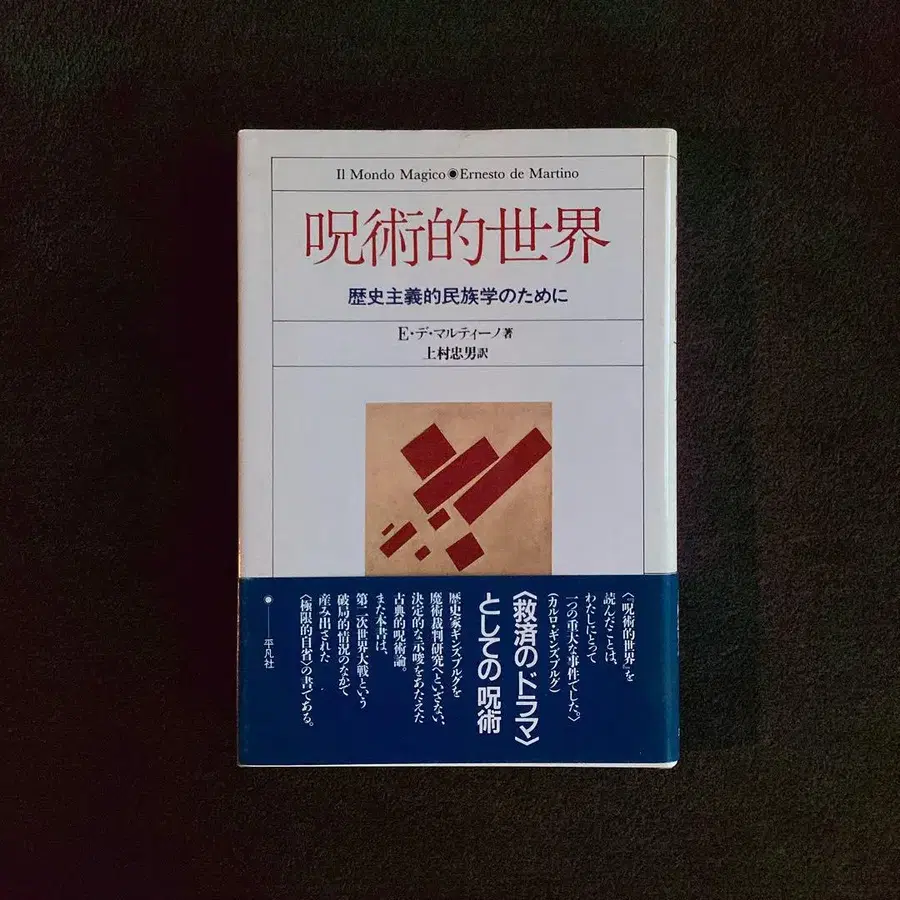 Il Mondo Magico◉Ernesto de Martino
呪術的世界
歴史主義的民族学のために
E・デ・マルティーノ著
上村忠男訳
〈『呪術的世界』を
読んだことは、
わたしにとって
一つの重大な事件でした。〉
(カルロ・ギンズブルグ)
〈救済のドラマ〉
としての呪術
歴史家ギンズブルグを
魔術裁判研究へといざない、
決定的な示唆をあたえた
古典的呪術論。
また本書は、
第二次世界大戦という
破局的情況のなかで
産み出された
〈極限的自省〉の書である。
平凡社